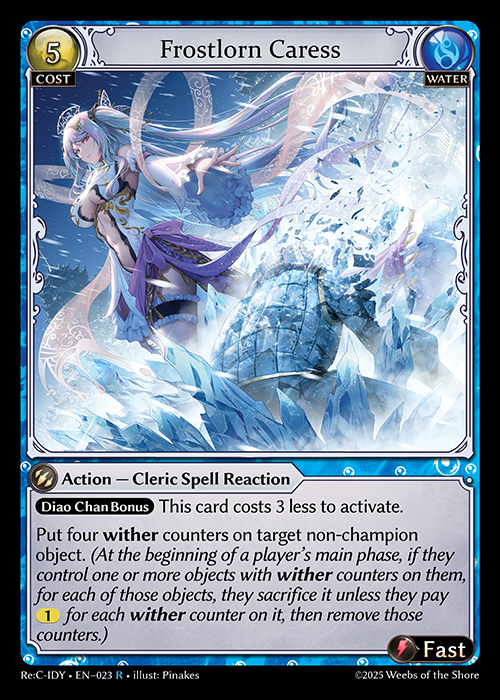 5
Frostlorn Caress
COST
WATER
Action — Cleric Spell Reaction
Diao Chan Bonus This card costs 3 less to activate.
Put four wither counters on target non-champion
object. (At the beginning of a player's main phase, if they
control one or more objects with wither counters on them,
for each of those objects, they sacrifice it unless they pay
1 for each wither counter on it, then remove those
counters.)
Fast
Re:C-IDY • EN-023 R • illust: Pinakes
©2025 Weebs of the Shore